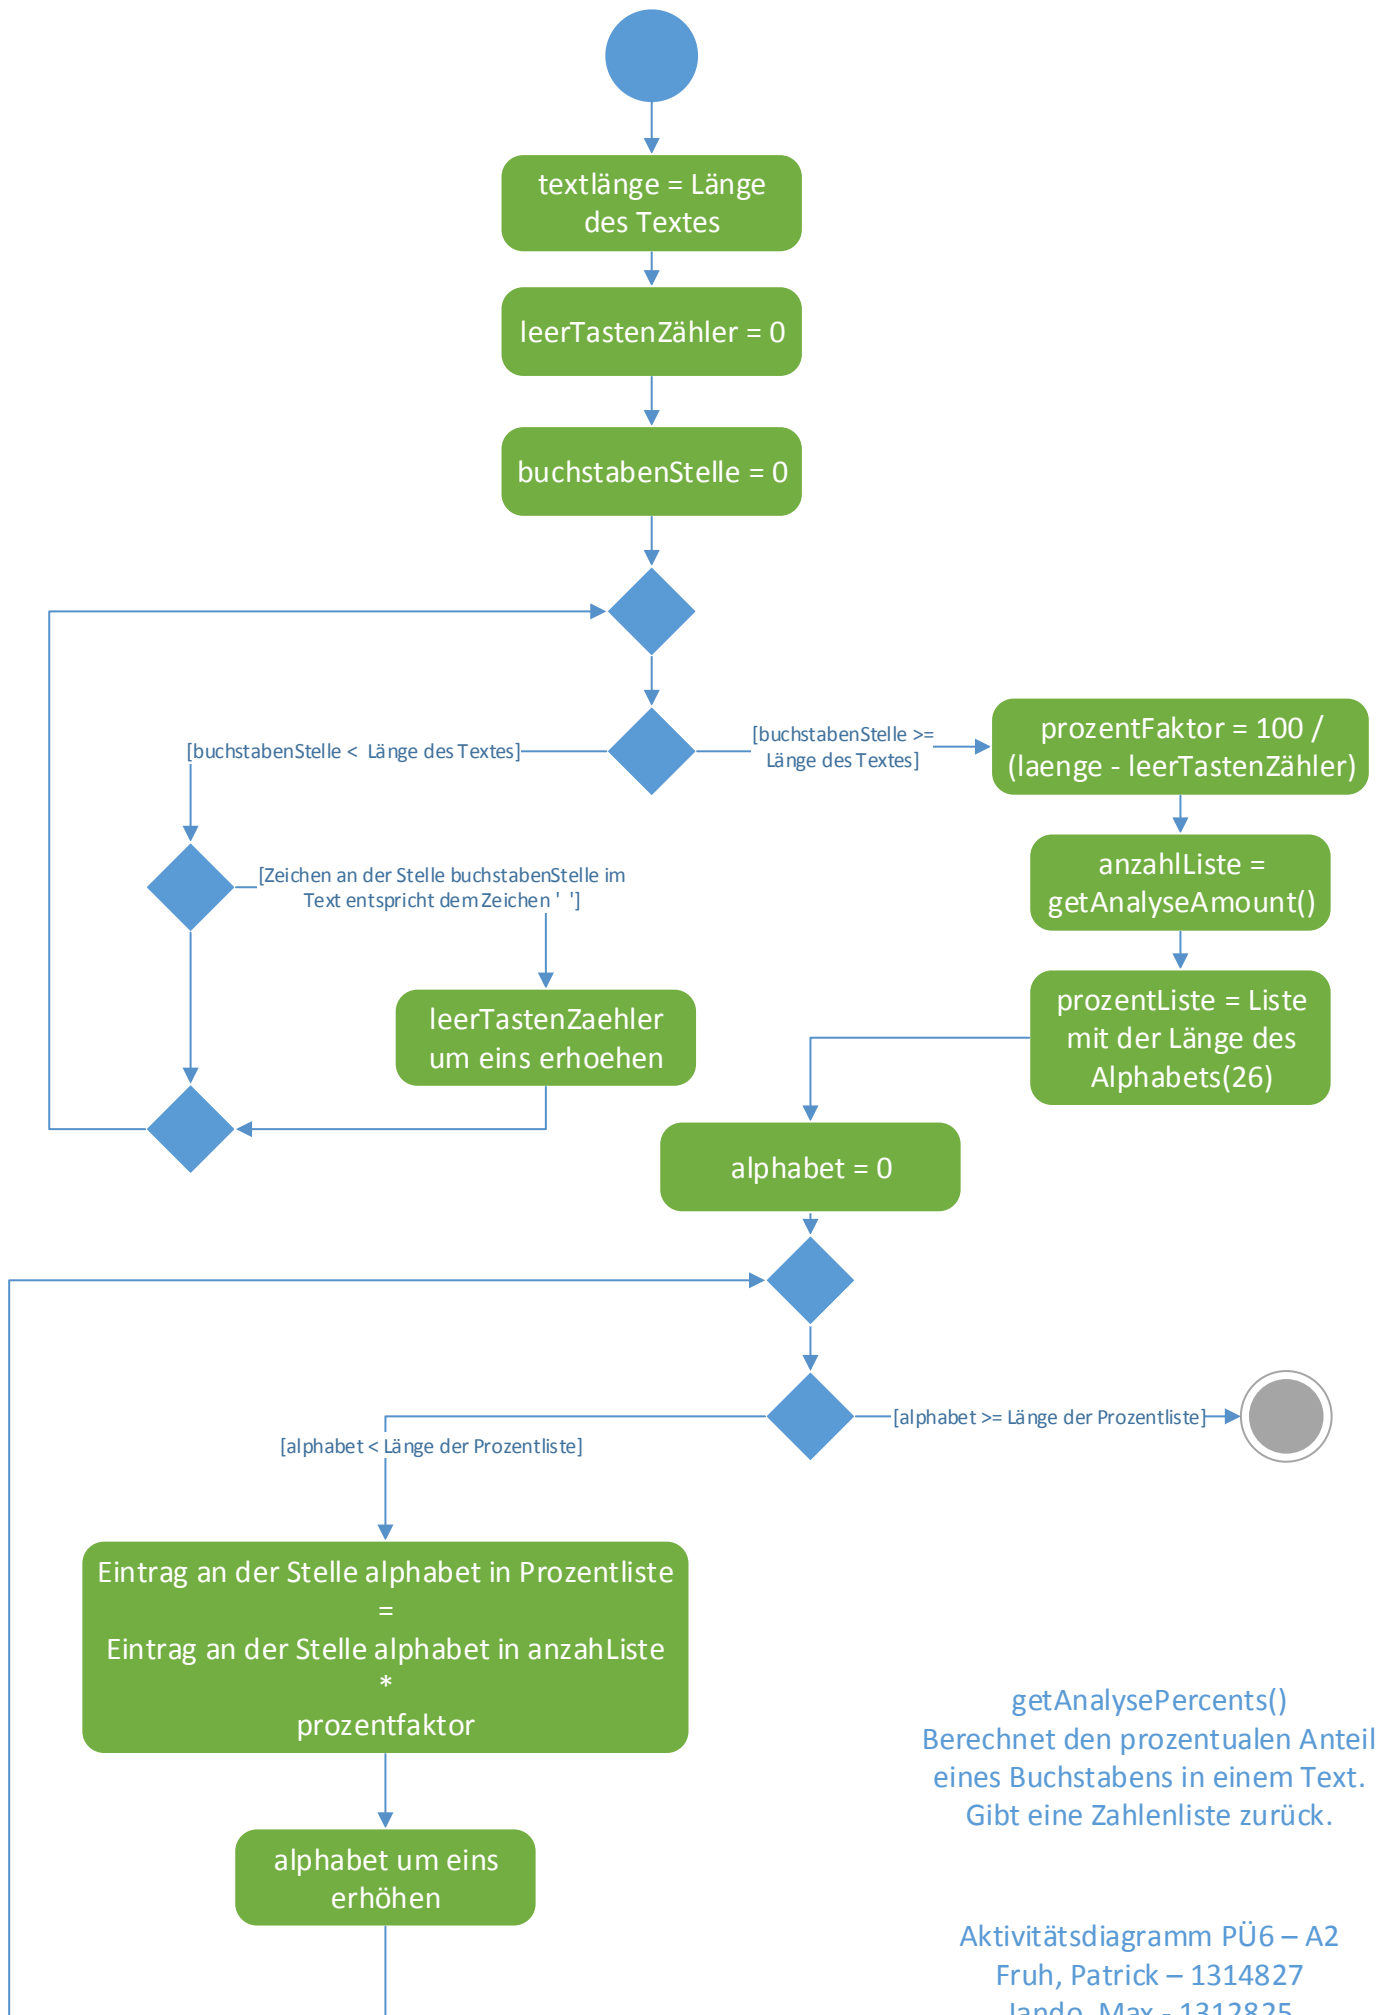 textlänge = Länge
des Textes
leerTastenZähler = 0
buchstabenStelle = 0
[buchstabenStelle < Länge des Textes]
[buchstabenStelle >=
Länge des Textes]
prozentFaktor = 100 /
(laenge - leerTastenZähler)
[Zeichen an der Stelle buchstabenStelle im
Text entspricht dem Zeichen ' ']
anzahlListe =
getAnalyseAmount()
leerTastenZaehler
um eins erhoehen
prozentListe = Liste
mit der Länge des
Alphabets(26)
alphabet = 0
[alphabet >= Länge der Prozentliste]
[alphabet < Länge der Prozentliste]
Eintrag an der Stelle alphabet in Prozentliste
=
Eintrag an der Stelle alphabet in anzahListe
*
prozentfaktor
alphabet um eins
erhöhen
getAnalysePercents()
Berechnet den prozentualen Anteil
eines Buchstabens in einem Text.
Gibt eine Zahlenliste zurück.
Aktivitätsdiagramm PÜ6 – A2
Fruh, Patrick – 1314827
Jando, Max - 1312825